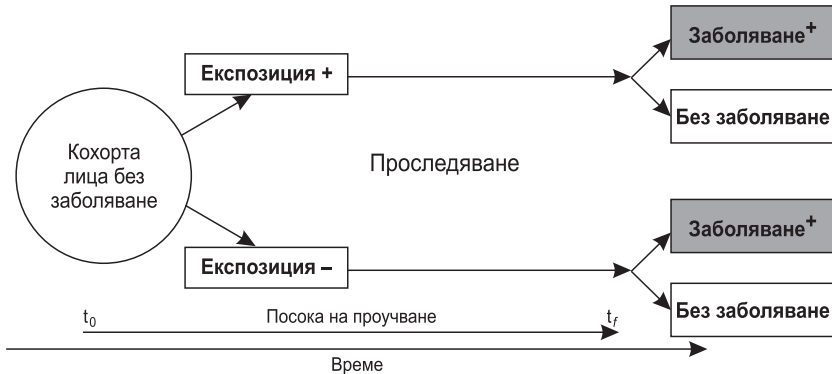 Заболяване+
Експозиция +
Без заболяване
Кохорта
лица без
заболяване
Проследяване
Заболяване+
Експозиция –
Без заболяване
t0 Посока на проучване tf
Време